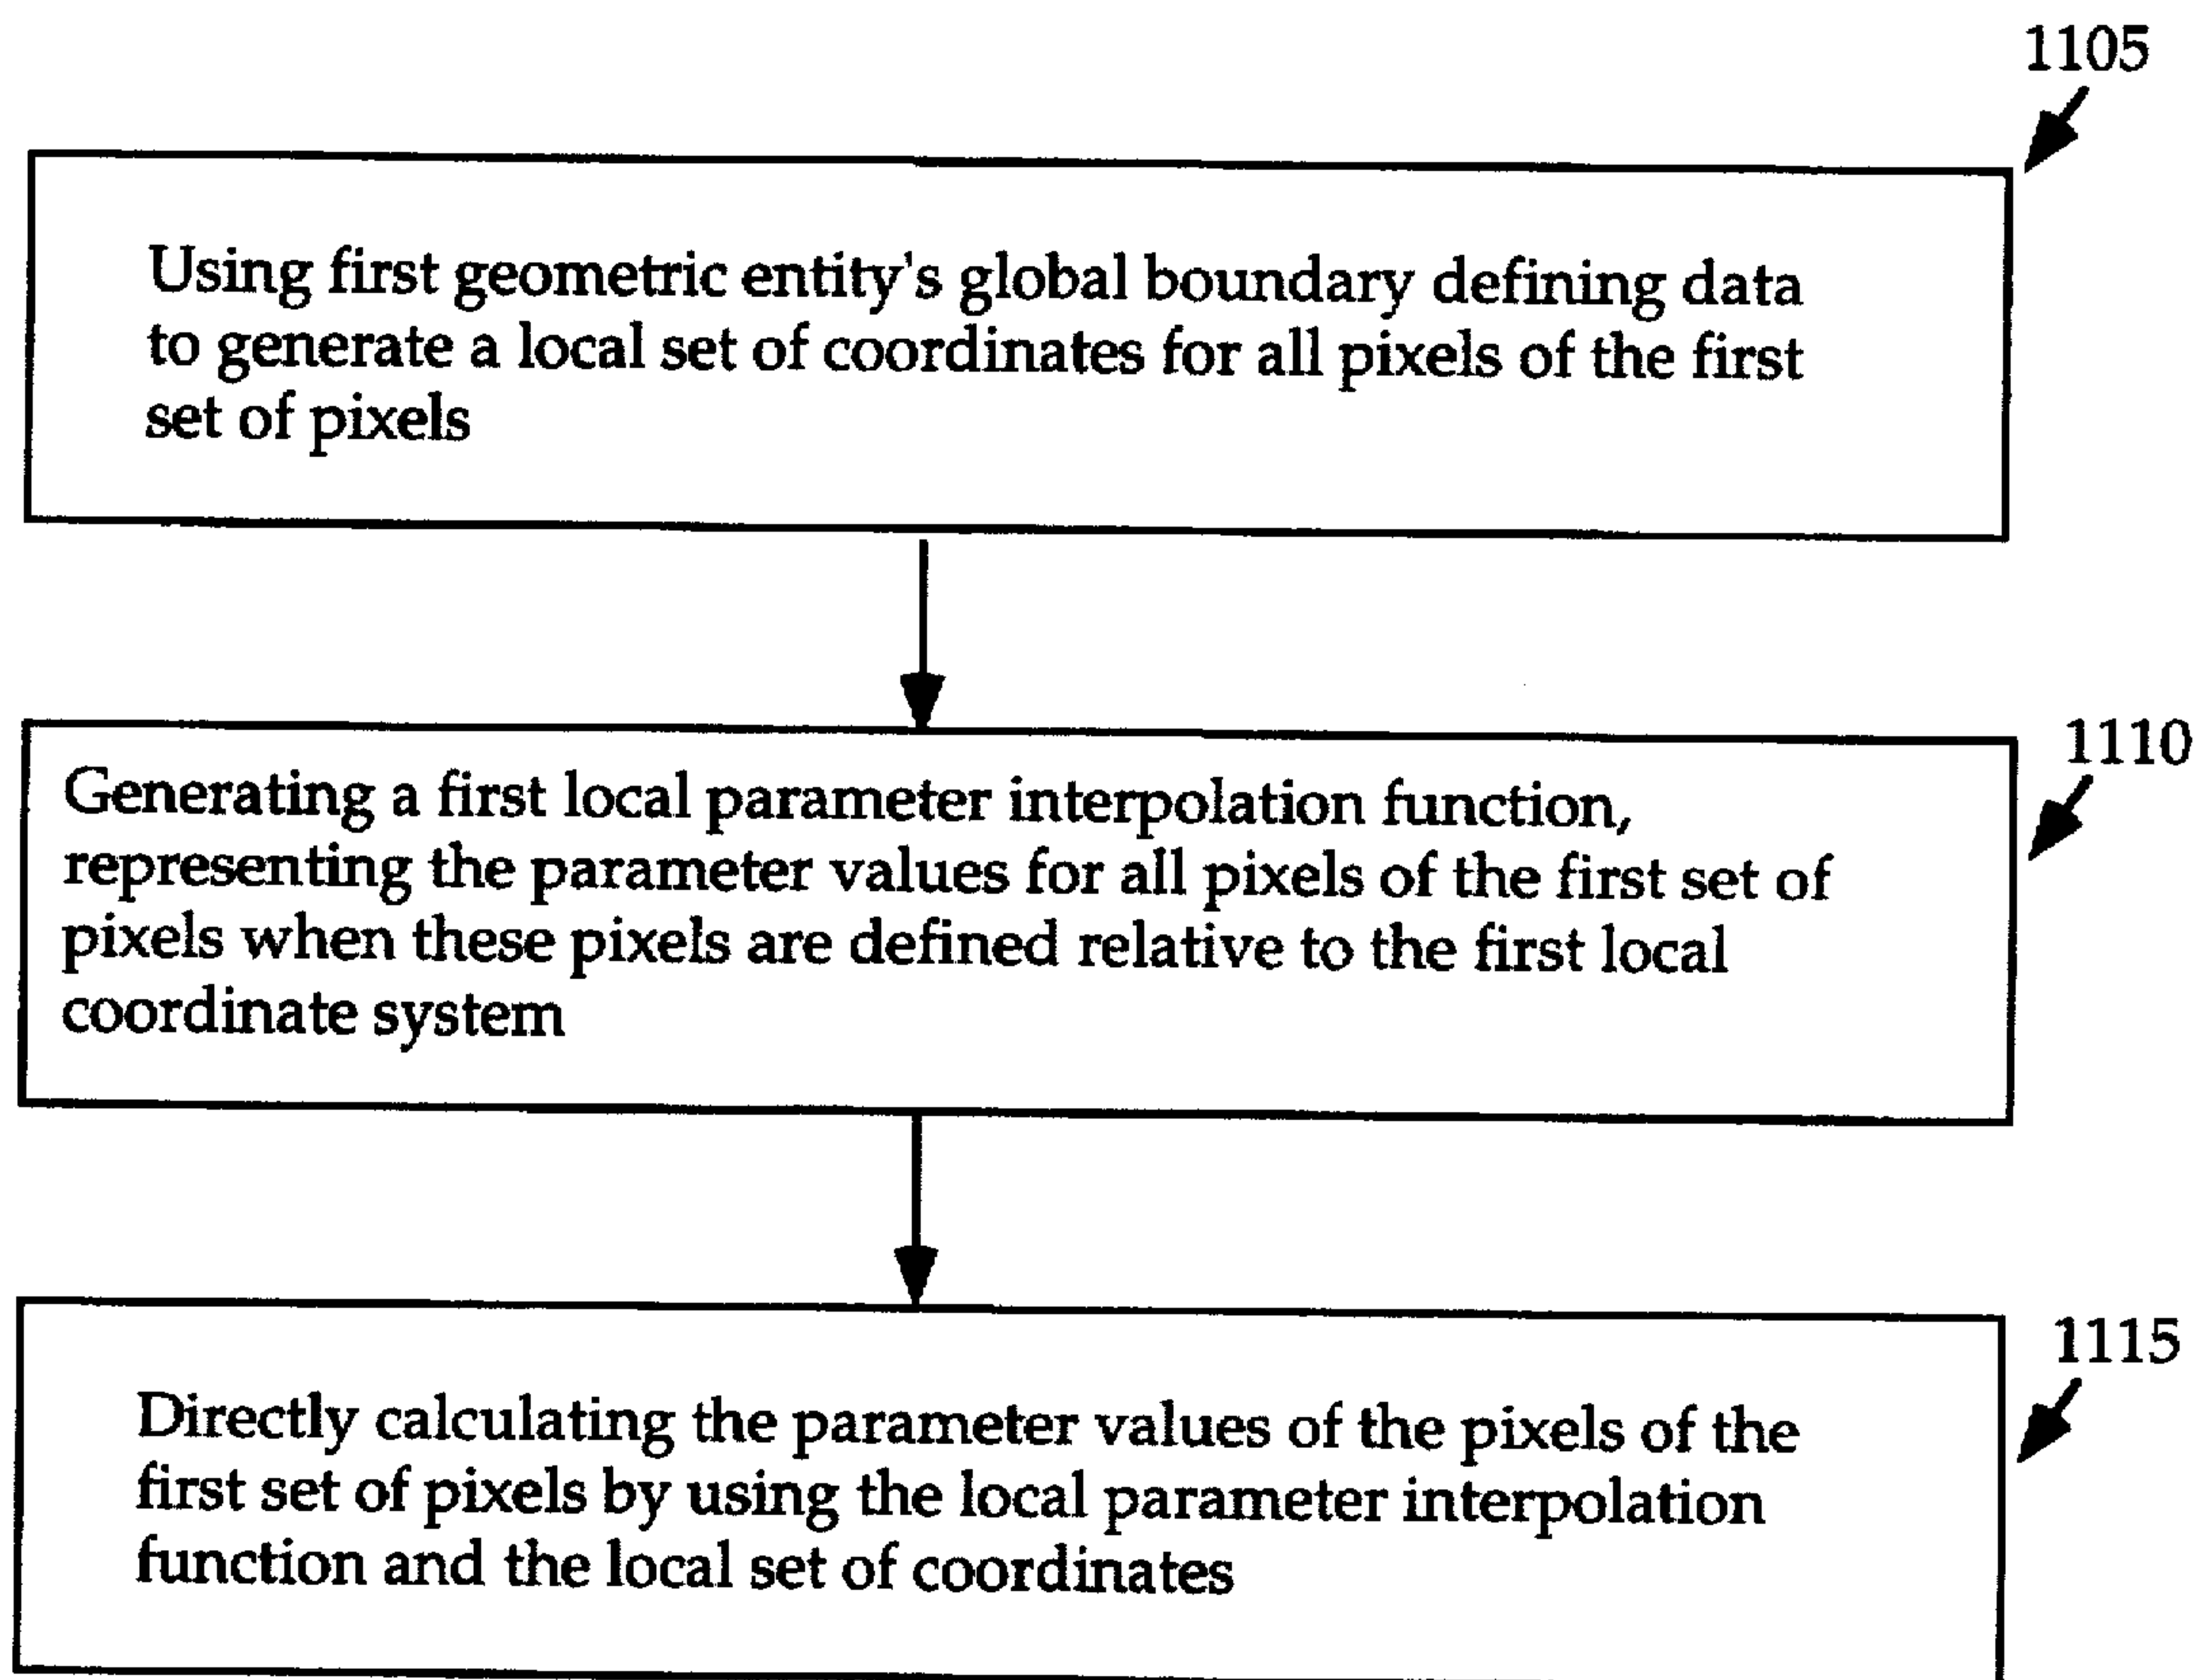 1105
Using first geometric entity's global boundary defining data
to generate a local set of coordinates for all pixels of the first
set of pixels
1110
Generating a first local parameter interpolation function,
representing the parameter values for all pixels of the first set of
pixels when these pixels are defined relative to the first local
coordinate system
1115
Directly calculating the parameter values of the pixels of the
first set of pixels by using the local parameter interpolation
function and the local set of coordinates